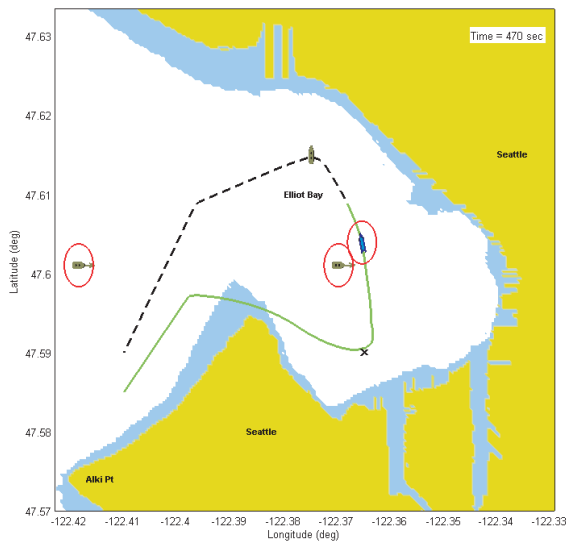 47.63
Time = 470 sec
47.62
Seattle
47.61
Elliot Bay
Latitude (deg)
47.6
47.59
47.58
Seattle
Alki Pt
47.57
-122.42 -122.41 -122.4 -122.39 -122.38 -122.37 -122.36 -122.35 -122.34 -122.33
Longitude (deg)